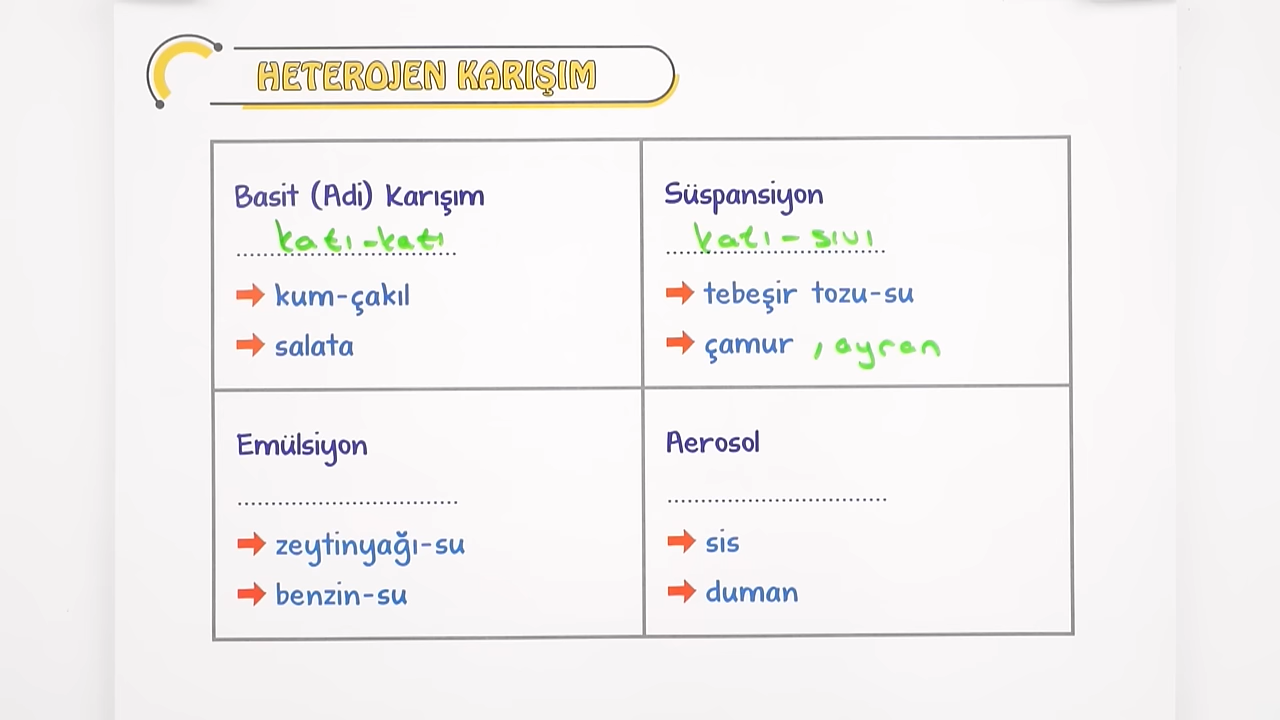 HETEROJEN KARIŞIM
Basit (Adi) Karışım
katı-katı
kum-çakıl
salata
Süspansiyon
katı-sıvı
tebeşir tozu-su
çamur , ayran
Emülsiyon
zeytinyağı-su
benzin-su
Aerosol
sis
duman